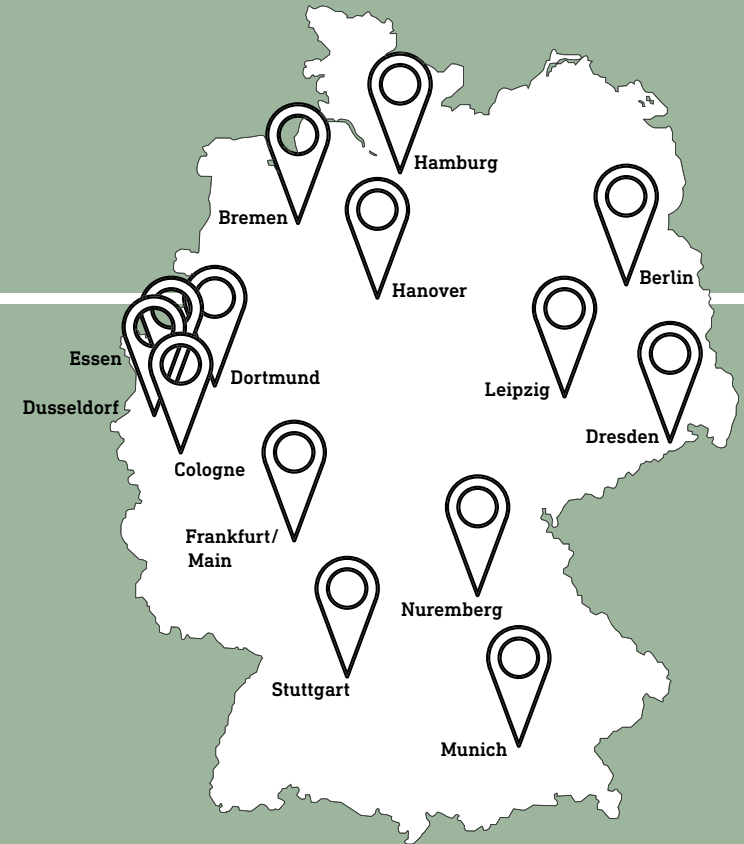 Hamburg
Bremen
Berlin
Hanover
Essen
Dortmund
Leipzig
Dusseldorf
Dresden
Cologne
Frankfurt/
Main
Nuremberg
Stuttgart
Munich